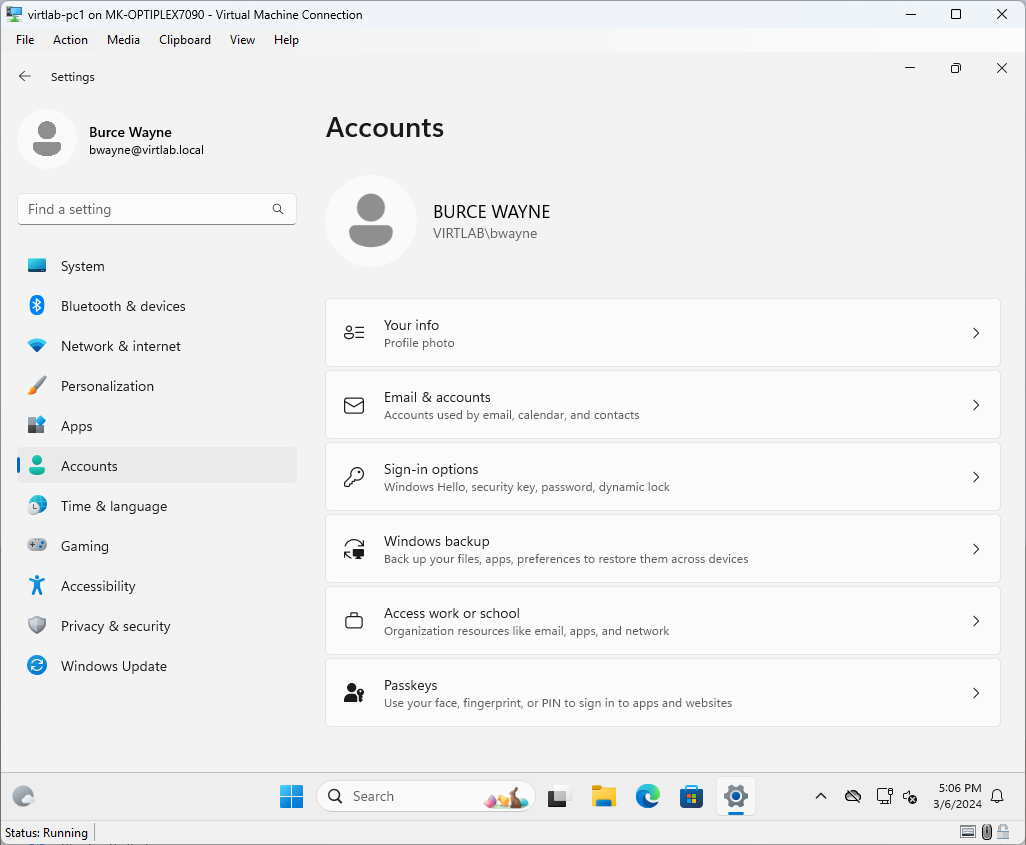 virtlab-pc1 on MK-OPTIPLEX7090 - Virtual Machine Connection
File Action Media Clipboard View Help
Settings
Burce Wayne
bwayne@virtlab.local
Find a setting
System
Bluetooth & devices
Network & internet
Personalization
Apps
Accounts
Time & language
Gaming
Accessibility
Privacy & security
Windows Update
Accounts
BURCE WAYNE
VIRTLAB\bwayne
Your info
Profile photo
Email & accounts
Accounts used by email, calendar, and contacts
Sign-in options
Windows Hello, security key, password, dynamic lock
Windows backup
Back up your files, apps, preferences to restore them across devices
Access work or school
Organization resources like email, apps, and network
Passkeys
Use your face, fingerprint, or PIN to sign in to apps and websites
Search
5:06 PM
3/6/2024
Status: Running